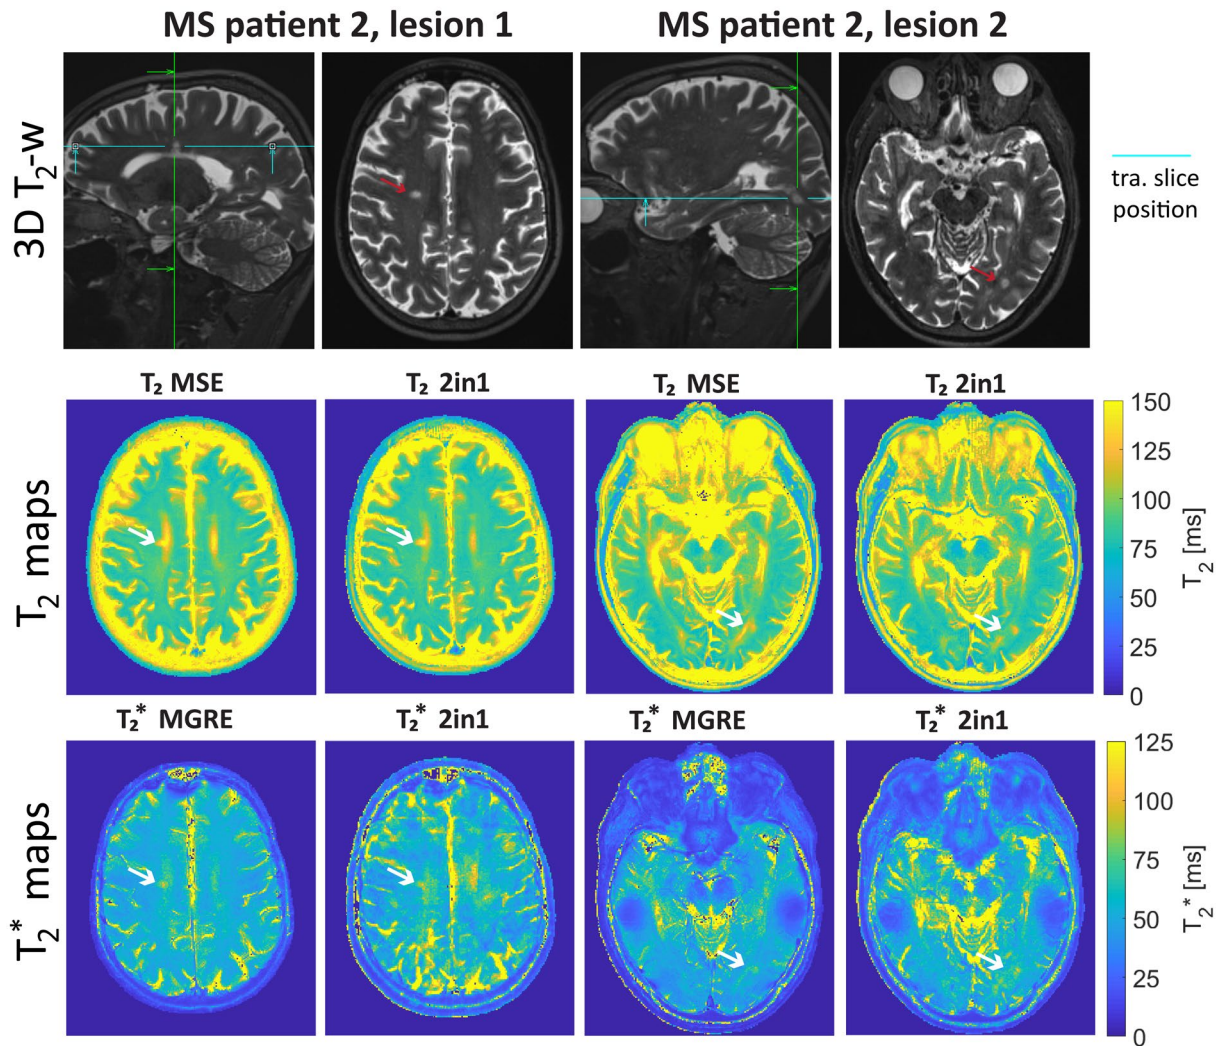 MS patient 2, lesion 1
MS patient 2, lesion 2
3D T₂-w
tra. slice
position
T₂ MSE
T₂ 2in1
T₂ MSE
T₂ 2in1
T₂ maps
150
125
100
75
50
25
0
T₂ [ms]
T₂* MGRE
T₂* 2in1
T₂* MGRE
T₂* 2in1
T₂* maps
125
100
75
50
25
0
T₂* [ms]